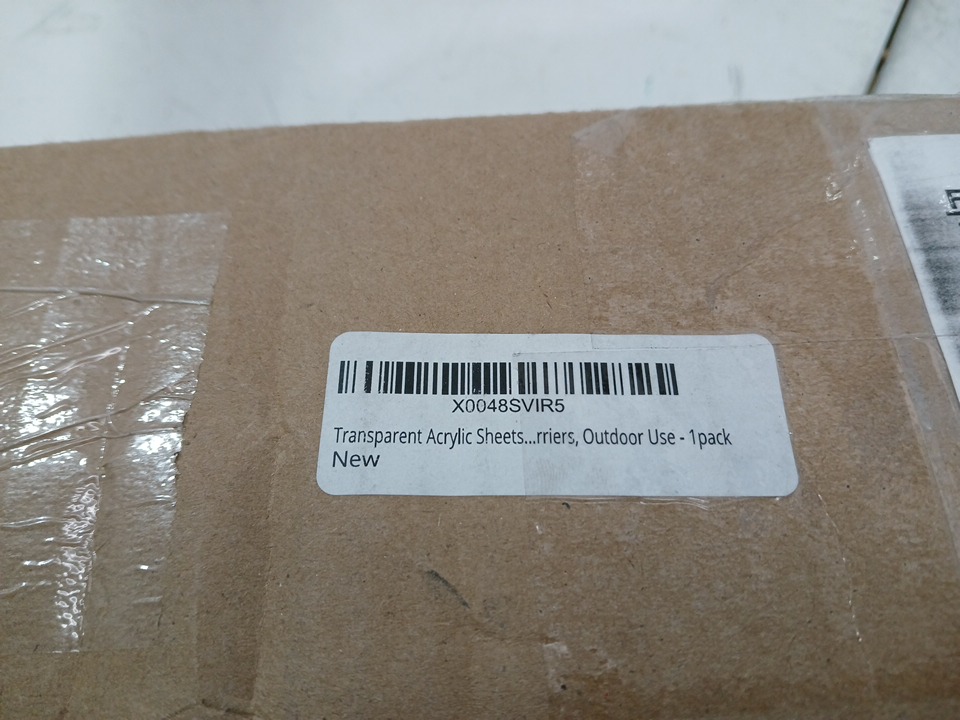 X0048SVIR5
Transparent Acrylic Sheets...rriers, Outdoor Use - 1pack
New